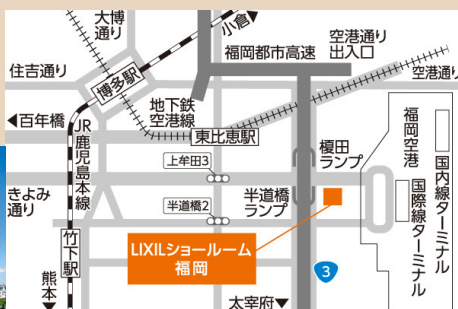 大博
通り
小倉
福岡都市高速
空港通り
出入口
住吉通り
博多駅
空港通り
地下鉄
空港線
百年橋
JR鹿児島本線
東比恵駅
榎田
ランプ
福岡空港
国内線ターミナル
国際線ターミナル
上牟田3
きよみ
通り
半道橋
ランプ
半道橋2
竹下駅
LIXILショールーム
福岡
熊本
3
太宰府